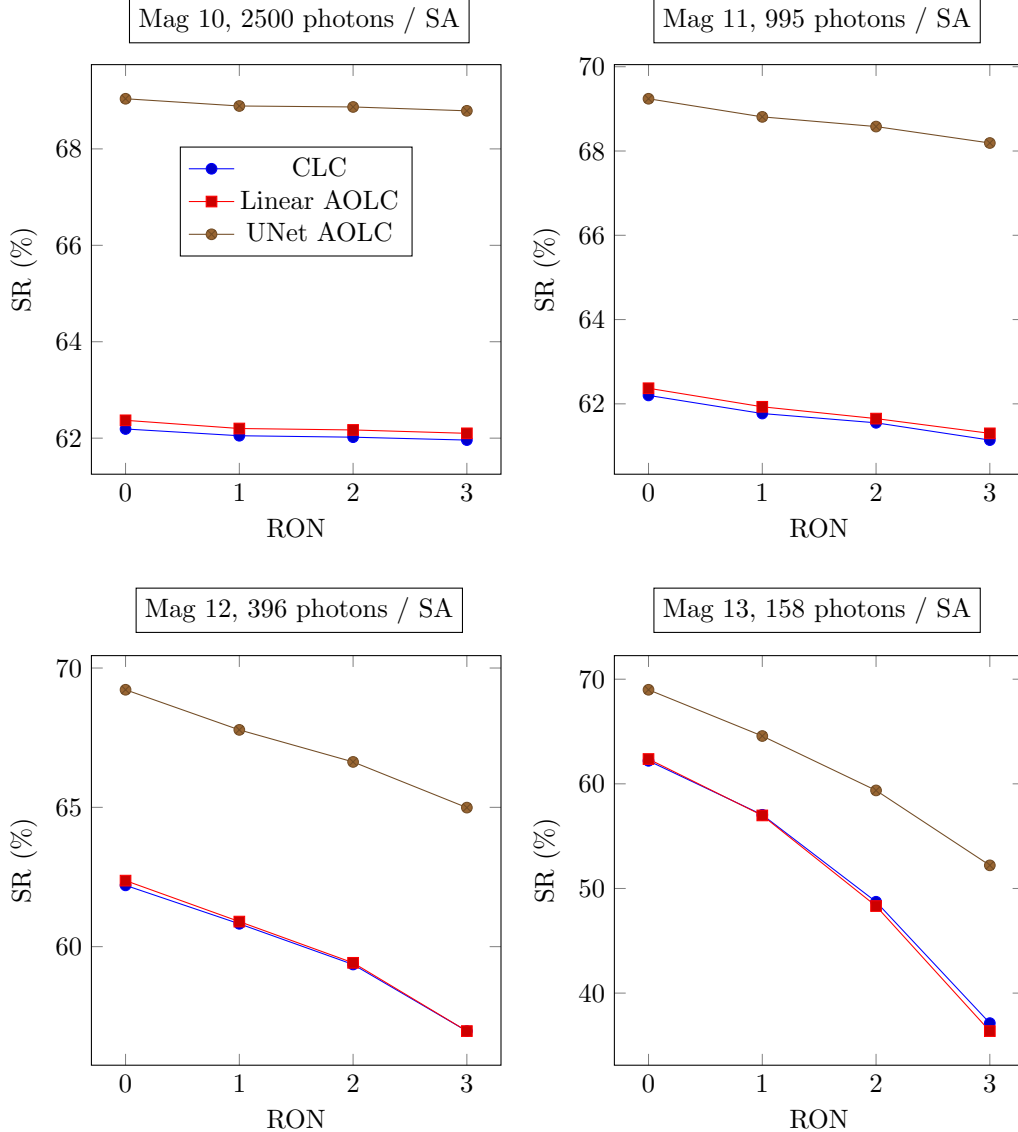 Mag 10, 2500 photons / SA
68
66
64
62
SR (%)
CLC
Linear AOLC
UNet AOLC
0 1 2 3
RON
Mag 11, 995 photons / SA
70
68
66
64
62
SR (%)
0 1 2 3
RON
Mag 12, 396 photons / SA
70
65
60
SR (%)
0 1 2 3
RON
Mag 13, 158 photons / SA
70
60
50
40
SR (%)
0 1 2 3
RON